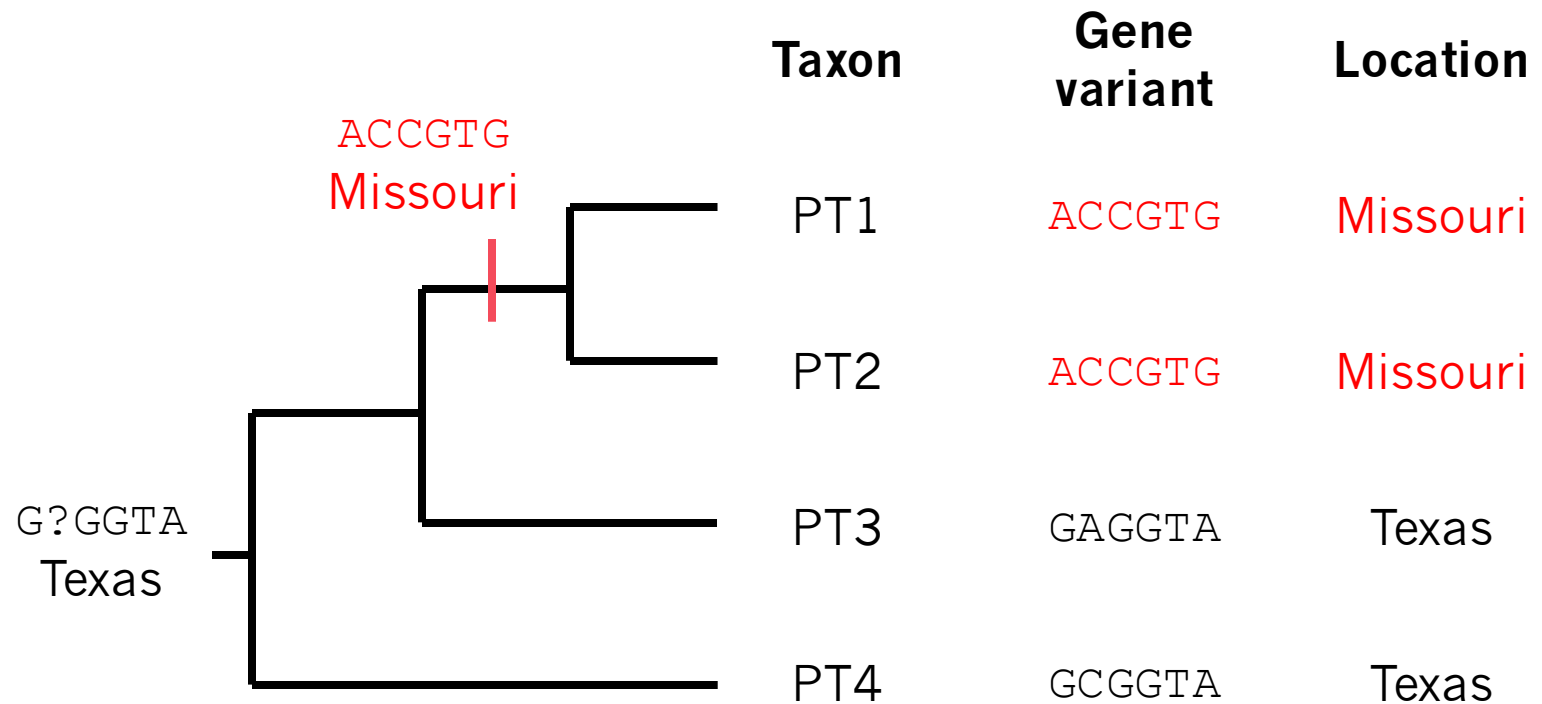 Taxon Gene variant Location
ACCGTG
Missouri
PT1 ACCGTG Missouri
PT2 ACCGTG Missouri
G?GGTA
Texas
PT3 GAGGTA Texas
PT4 GCGGTA Texas